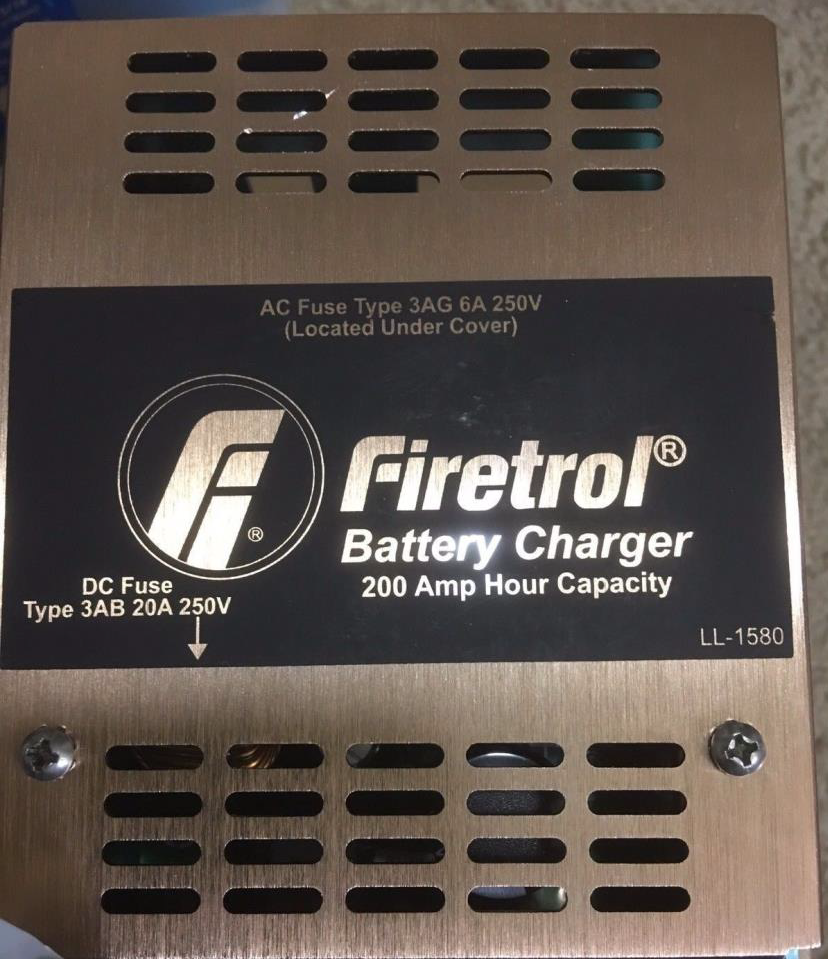 AC Fuse Type 3AG 6A 250V
(Located Under Cover)
Fi®
Firetrol®
Battery Charger
200 Amp Hour Capacity
DC Fuse
Type 3AB 20A 250V
LL-1580